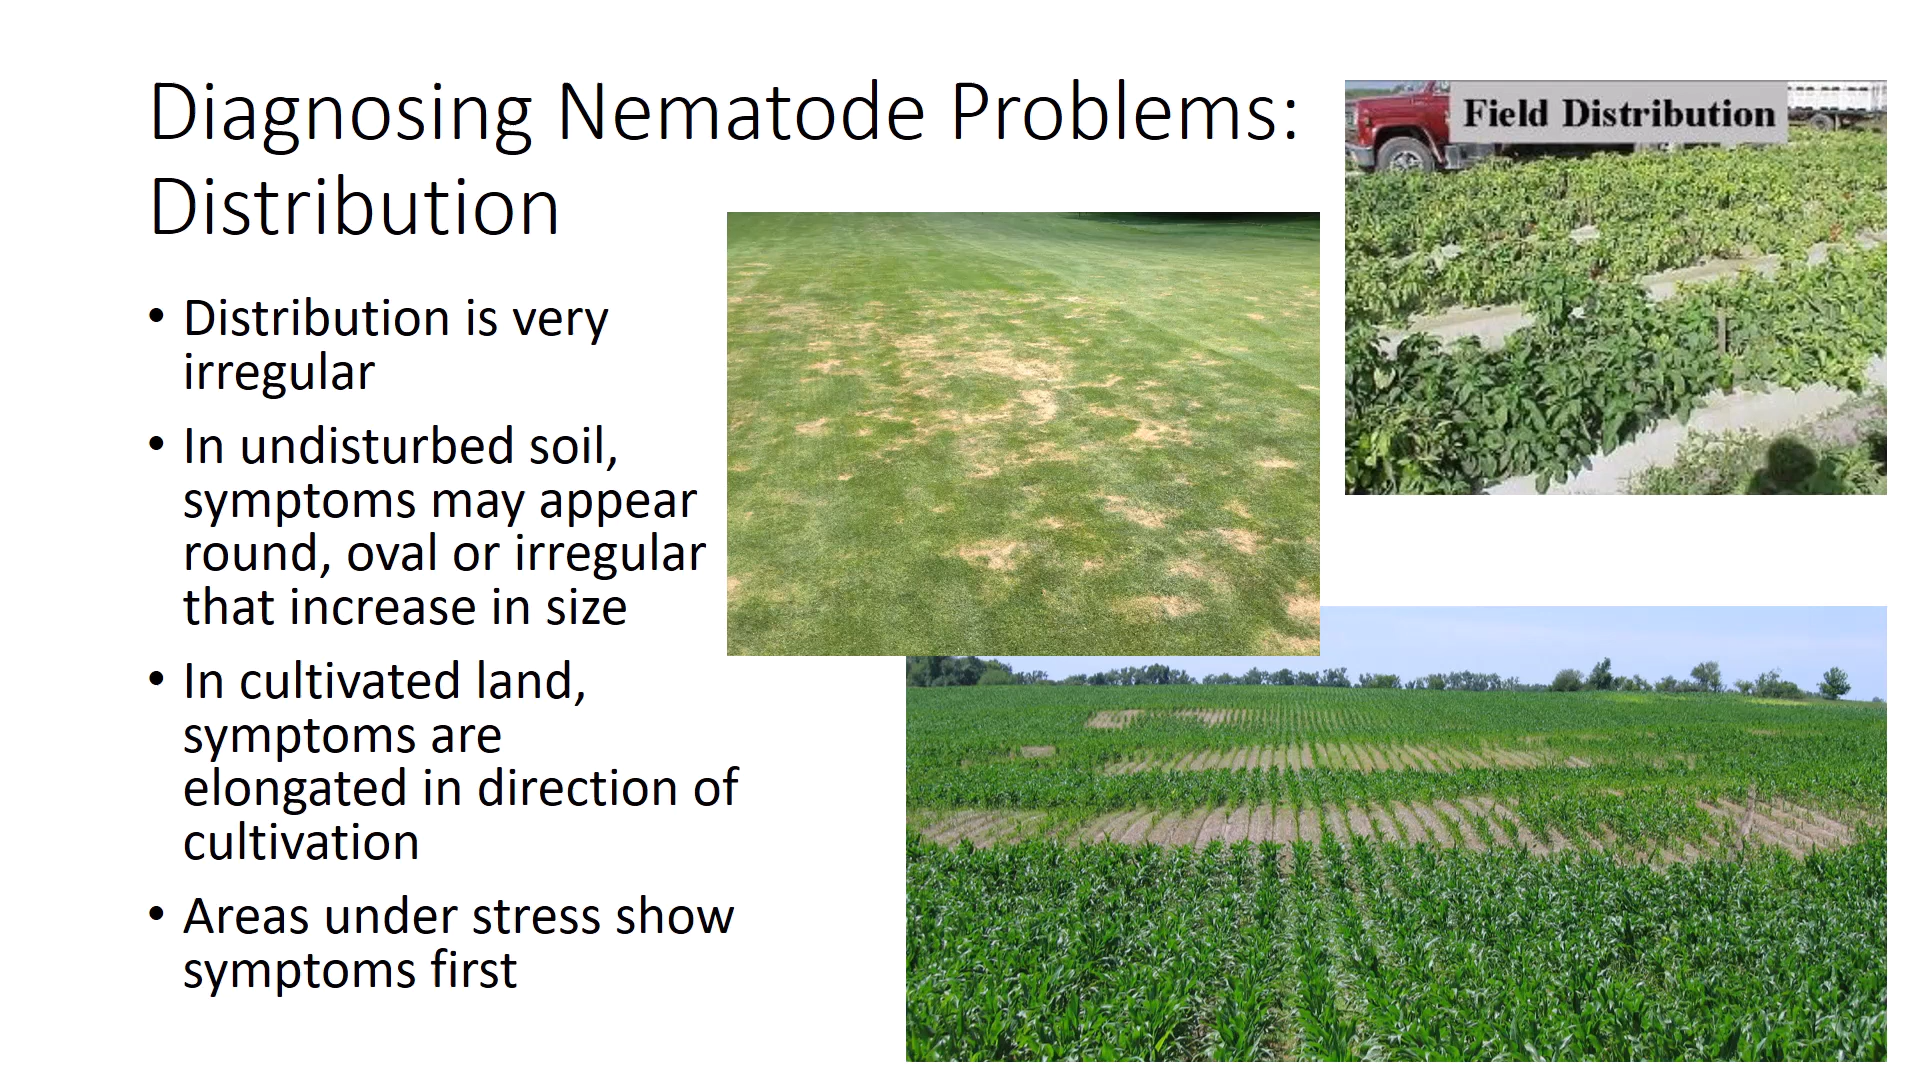 Diagnosing Nematode Problems:
Distribution
• Distribution is very
irregular
• In undisturbed soil,
symptoms may appear
round, oval or irregular
that increase in size
• In cultivated land,
symptoms are
elongated in direction of
cultivation
• Areas under stress show
symptoms first
Field Distribution